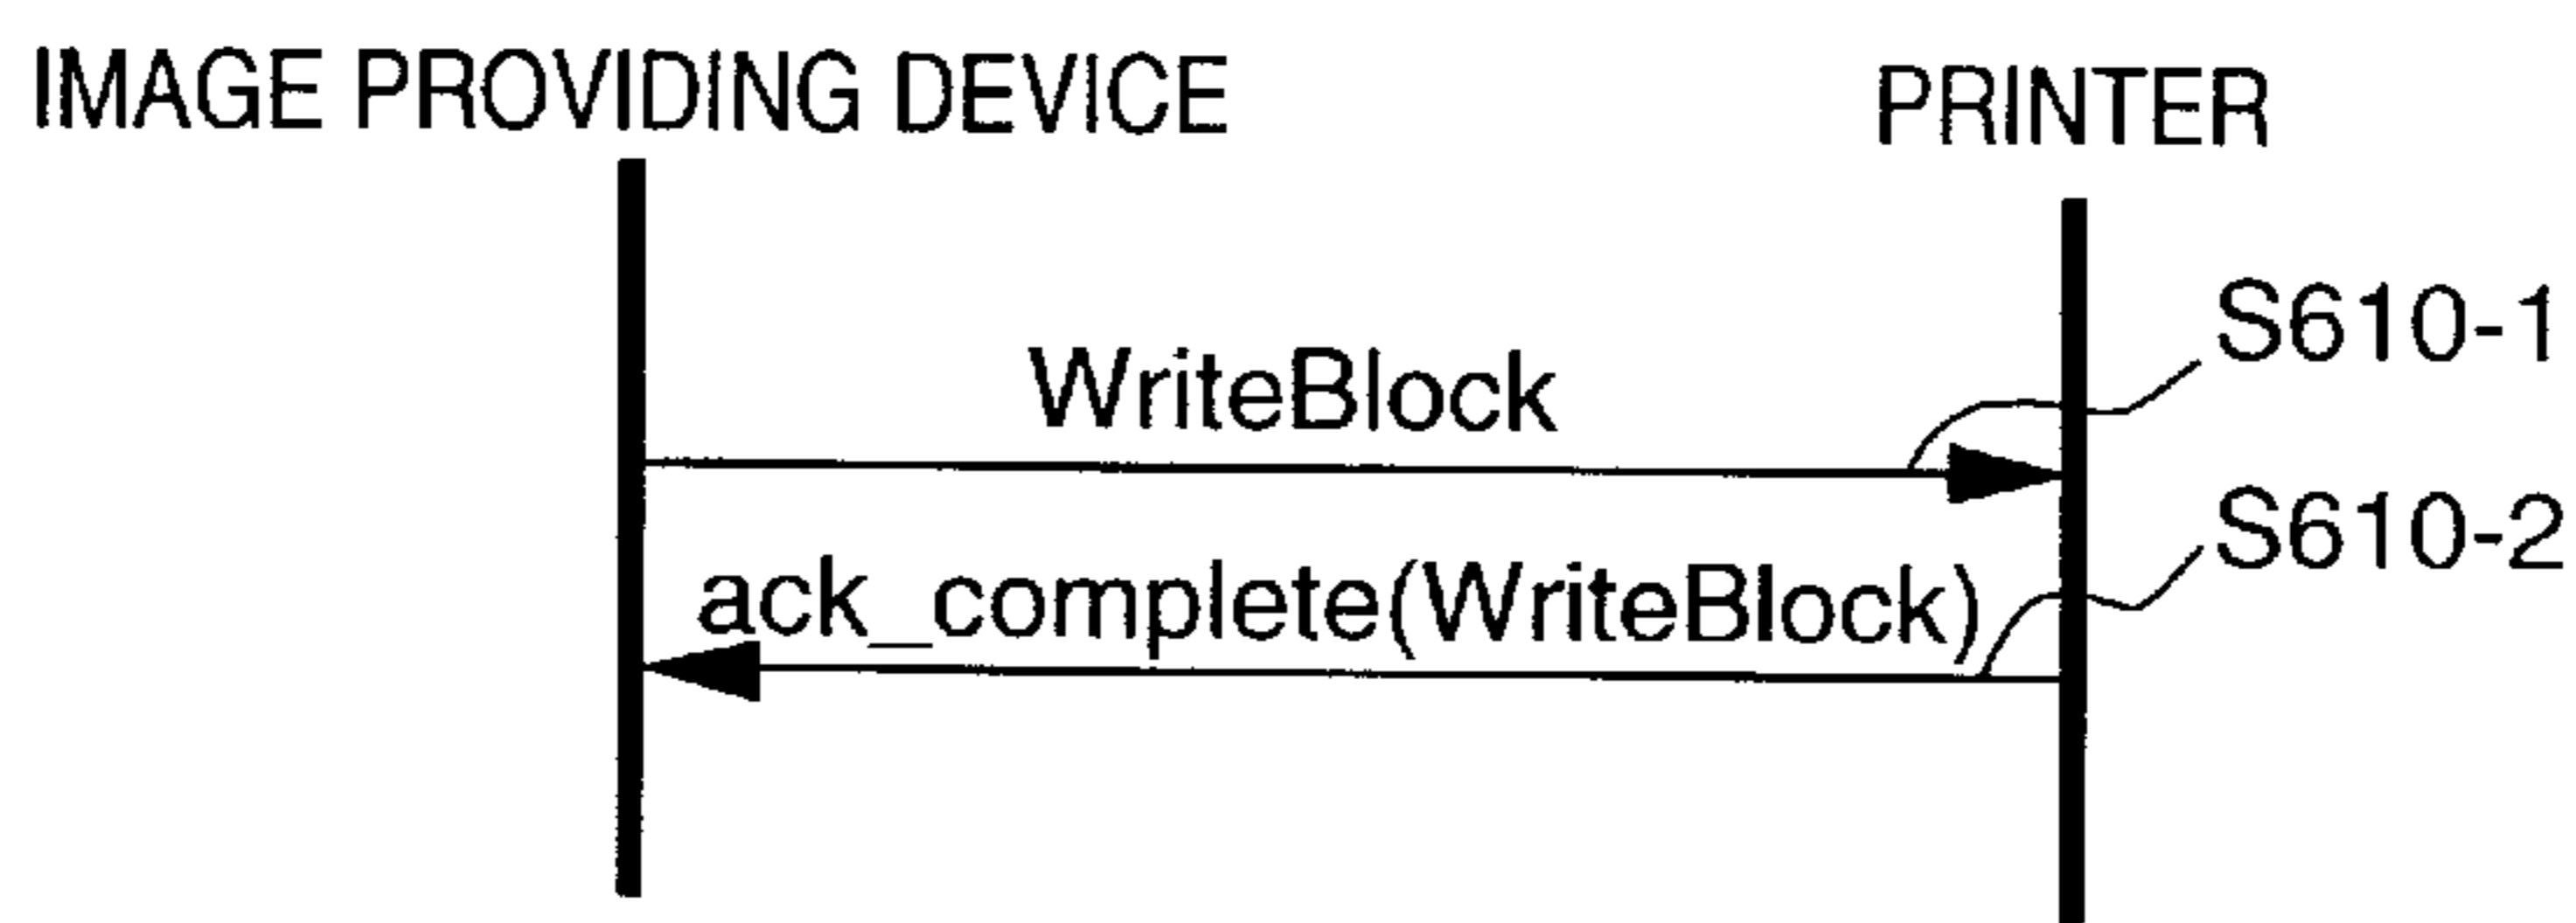 IMAGE PROVIDING DEVICE
PRINTER
S610-1
WriteBlock
S610-2
ack_complete(WriteBlock)